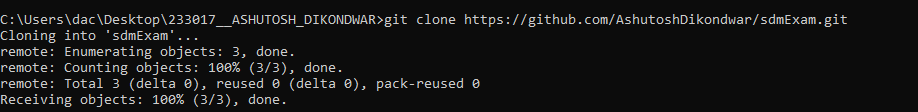 C:\Users\dac\Desktop\233017__ASHUTOSH_DIKONDWAR>git clone https://github.com/AshutoshDikondwar/sdmExam.git
Cloning into 'sdmExam'...
remote: Enumerating objects: 3, done.
remote: Counting objects: 100% (3/3), done.
remote: Total 3 (delta 0), reused 0 (delta 0), pack-reused 0
Receiving objects: 100% (3/3), done.